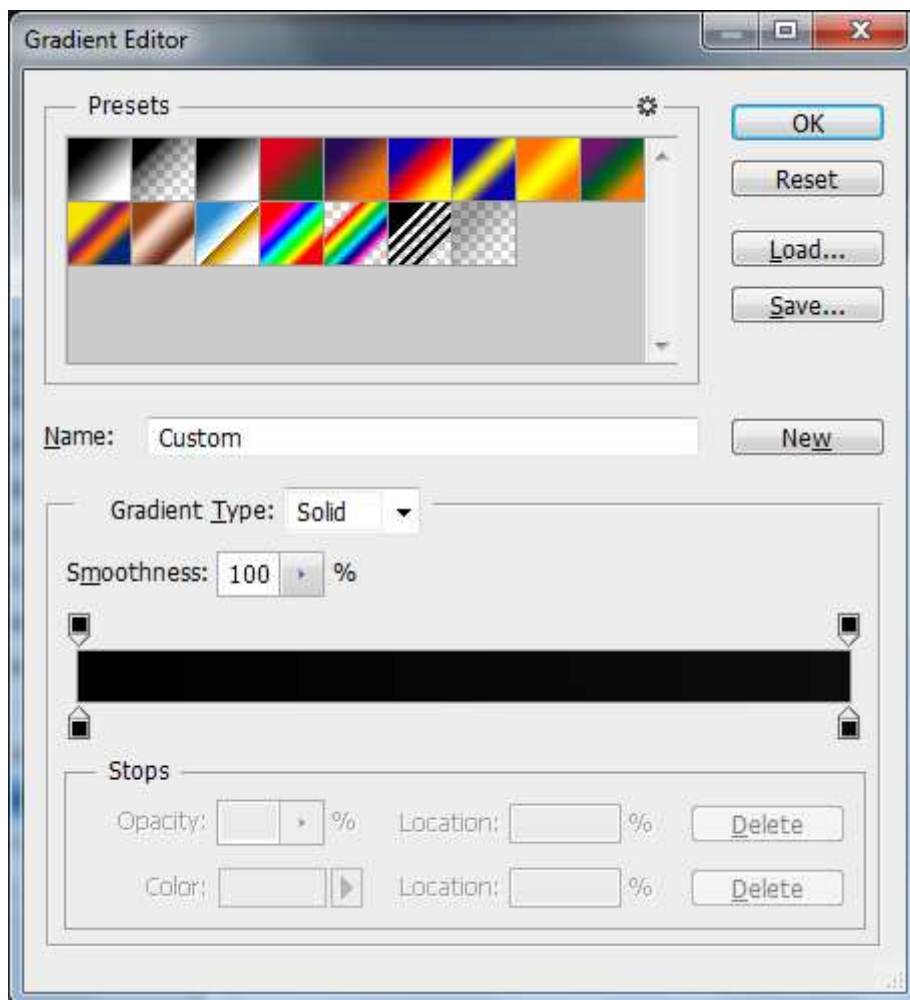 Gradient Editor
Presets
OK
Reset
Load...
Save...
Name: Custom
New
Gradient Type: Solid
Smoothness: 100 %
Stops
Opacity: % Location: % Delete
Color: Location: % Delete